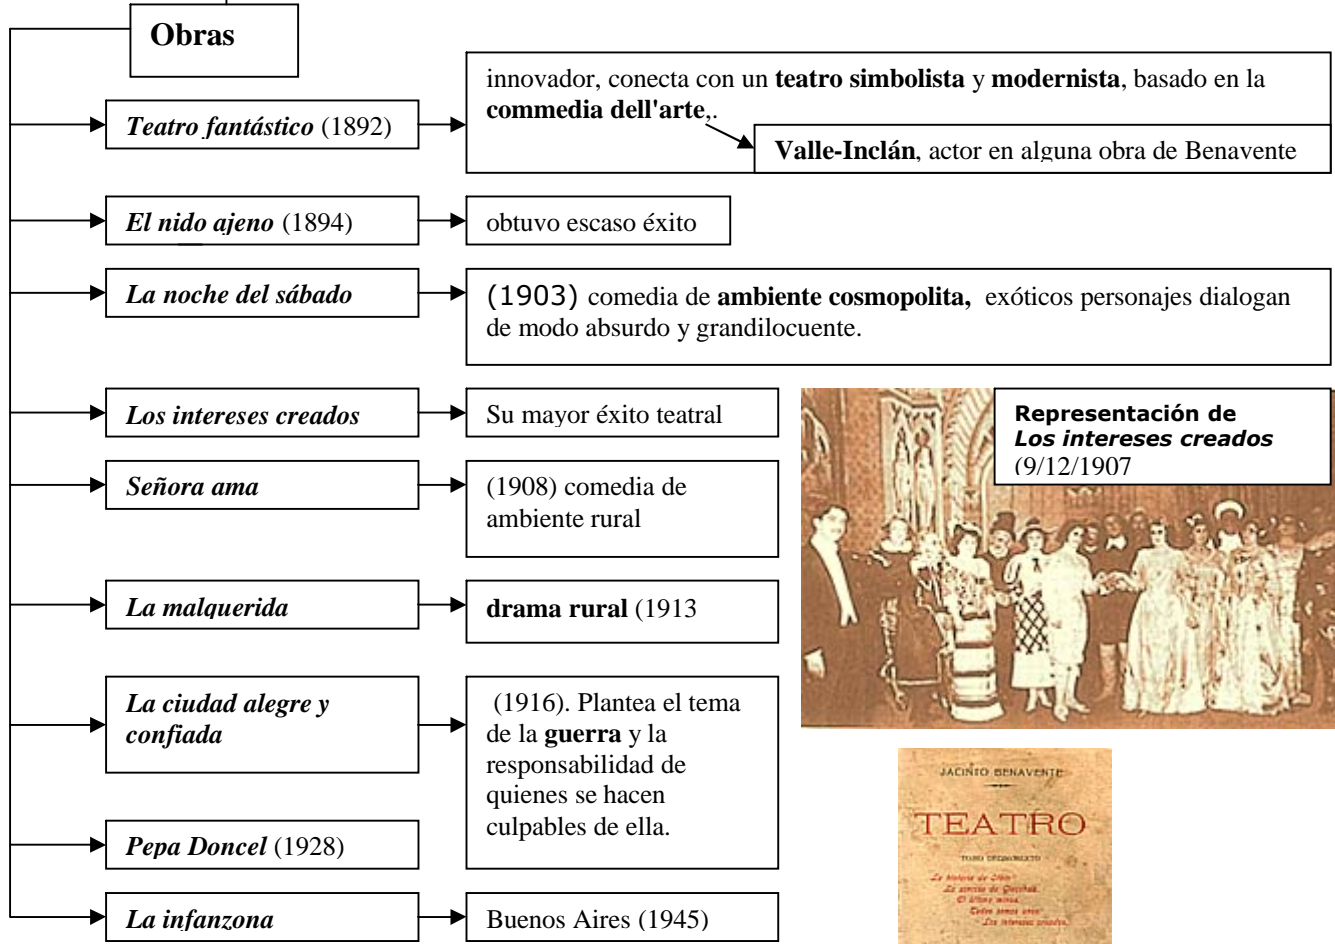 Obras
Teatro fantástico (1892)
innovador, conecta con un teatro simbolista y modernista, basado en la
commedia dell'arte,.
Valle-Inclán, actor en alguna obra de Benavente
El nido ajeno (1894)
obtuvo escaso éxito
La noche del sábado
(1903) comedia de ambiente cosmopolita, exóticos personajes dialogan
de modo absurdo y grandilocuente.
Los intereses creados
Su mayor éxito teatral
Representación de
Los intereses creados
(9/12/1907
Señora ama
(1908) comedia de
ambiente rural
La malquerida
drama rural (1913
La ciudad alegre y
confiada
(1916). Plantea el tema
de la guerra y la
responsabilidad de
quienes se hacen
culpables de ella.
Pepa Doncel (1928)
La infanzona
Buenos Aires (1945)
JACINTO BENAVENTE
TEATRO
TOMO
Los intereses creados.